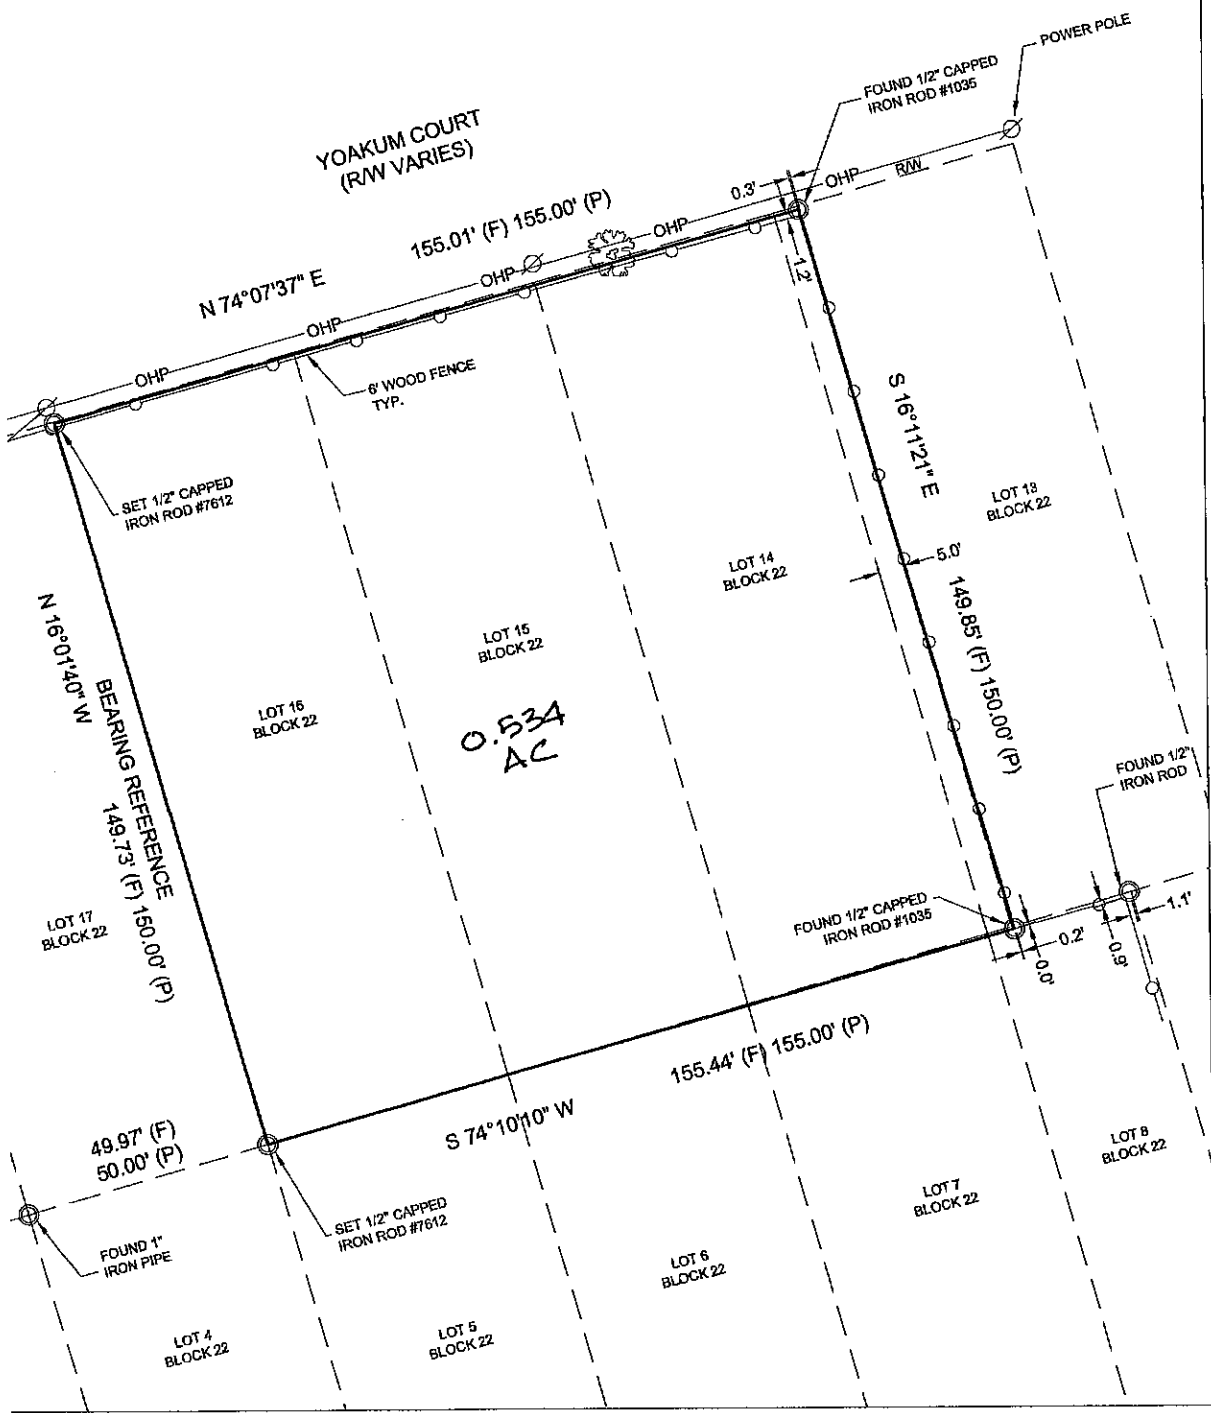 POWER POLE
FOUND 1/2" CAPPED
IRON ROD #1035
YOAKUM COURT
(R/W VARIES)
R/W
OHP
0.3'
155.01' (F) 155.00' (P)
OHP
OHP
N 74°07'37" E
OHP
OHP
1.2'
6' WOOD FENCE
TYP.
S 16°11'21" E
SET 1/2" CAPPED
IRON ROD #7612
LOT 13
BLOCK 22
LOT 14
BLOCK 22
5.0'
149.85' (F) 150.00' (P)
N 16°01'40" W
LOT 15
BLOCK 22
LOT 16
BLOCK 22
0.534
AC
BEARING REFERENCE
149.73' (F) 150.00' (P)
FOUND 1/2"
IRON ROD
LOT 17
BLOCK 22
FOUND 1/2" CAPPED
IRON ROD #1035
1.1'
0.2'
0.9'
0.0'
155.44' (F) 155.00' (P)
S 74°10'10" W
49.97' (F)
50.00' (P)
LOT 8
BLOCK 22
LOT 7
BLOCK 22
SET 1/2" CAPPED
IRON ROD #7612
FOUND 1"
IRON PIPE
LOT 6
BLOCK 22
LOT 5
BLOCK 22
LOT 4
BLOCK 22